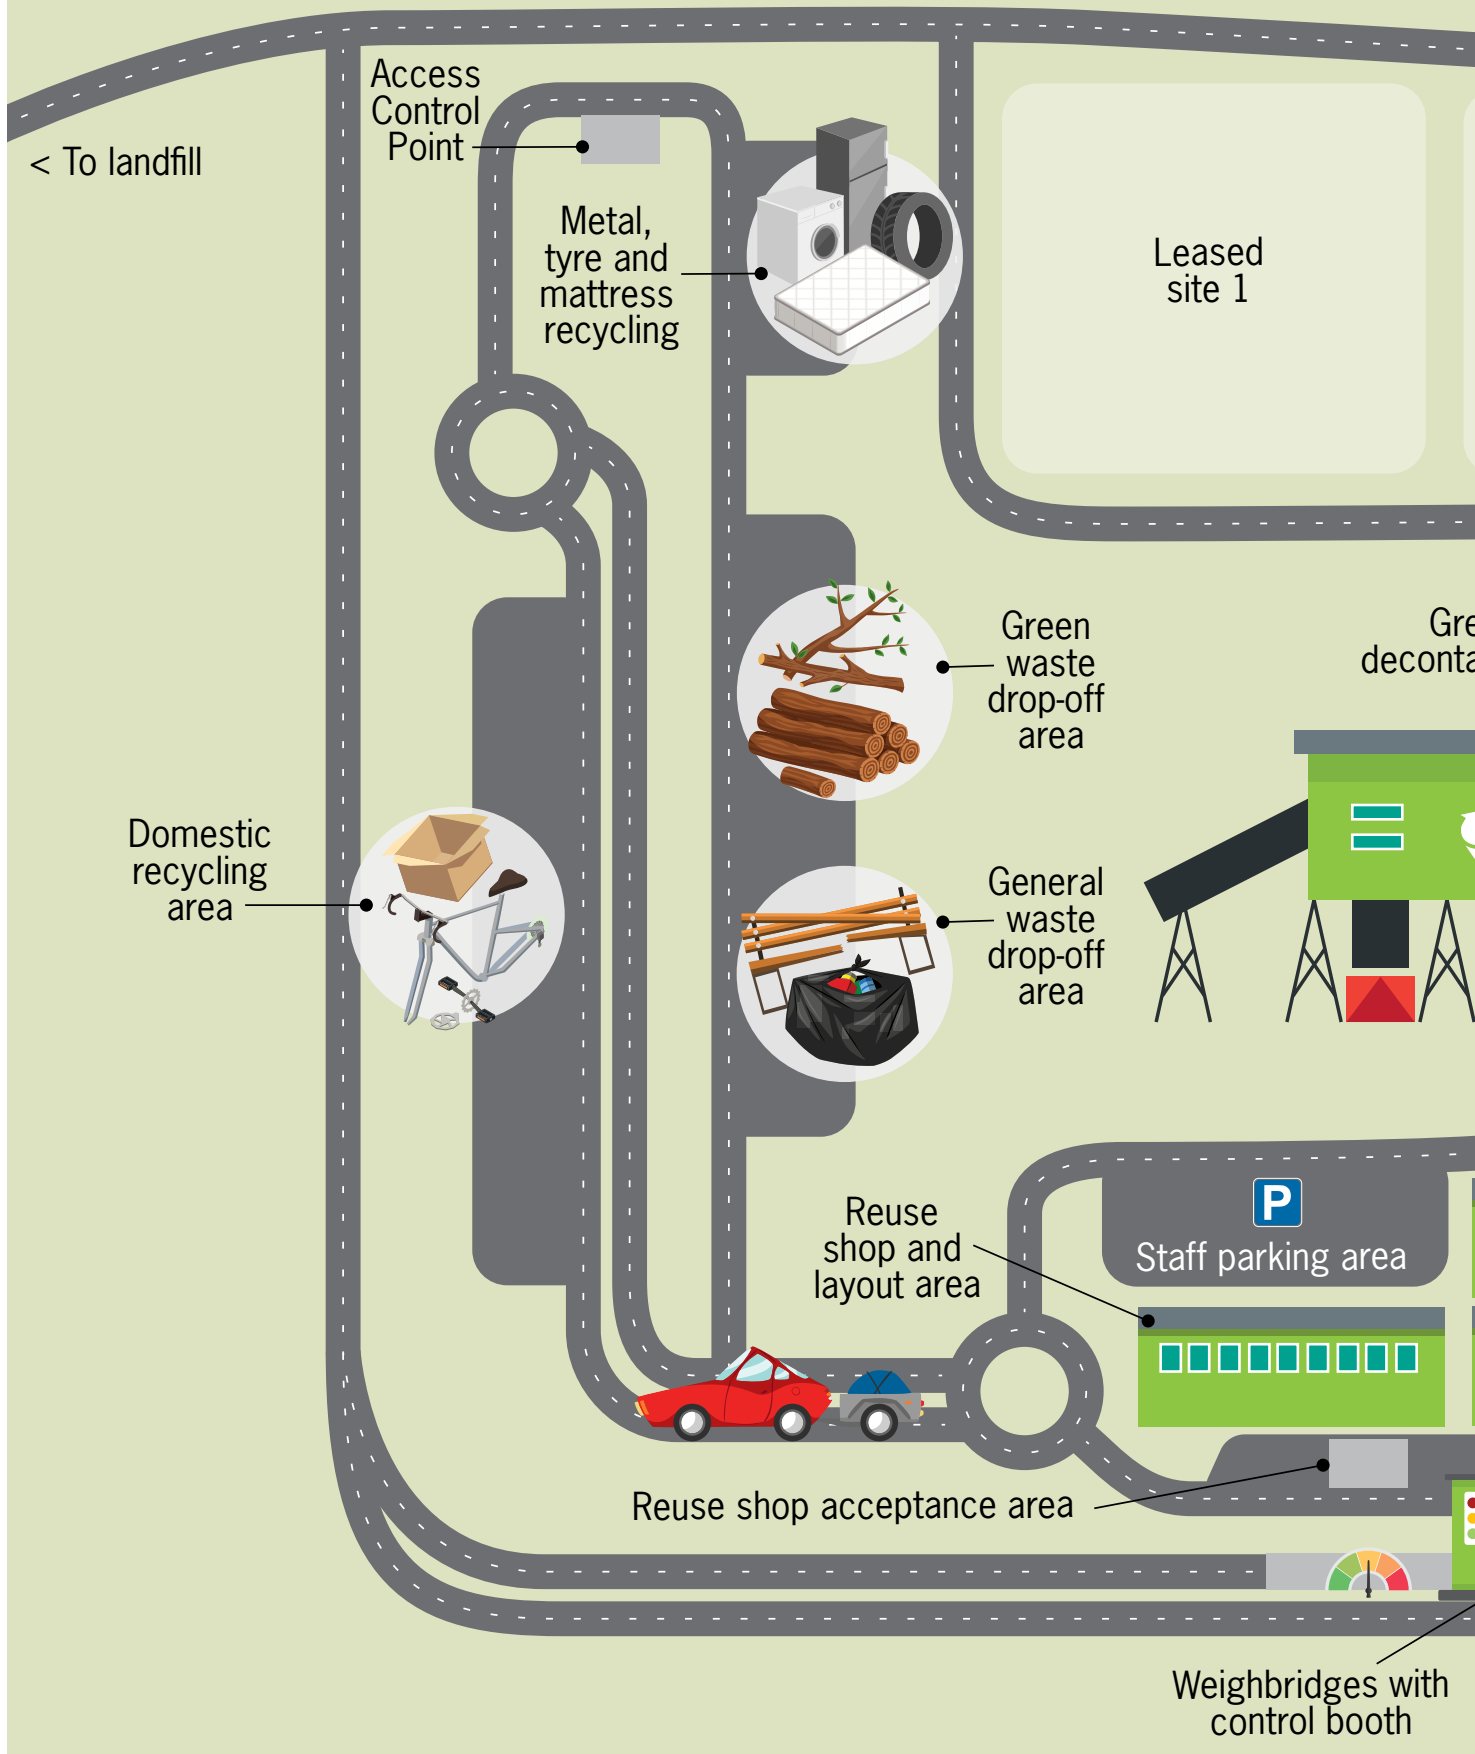 Access
Control
Point
< To landfill
Metal,
tyre and
mattress
recycling
Leased
site 1
Green
waste
drop-off
area
Domestic
recycling
area
General
waste
drop-off
area
P
Staff parking area
Reuse
shop and
layout area
Reuse shop acceptance area
Weighbridges with
control booth